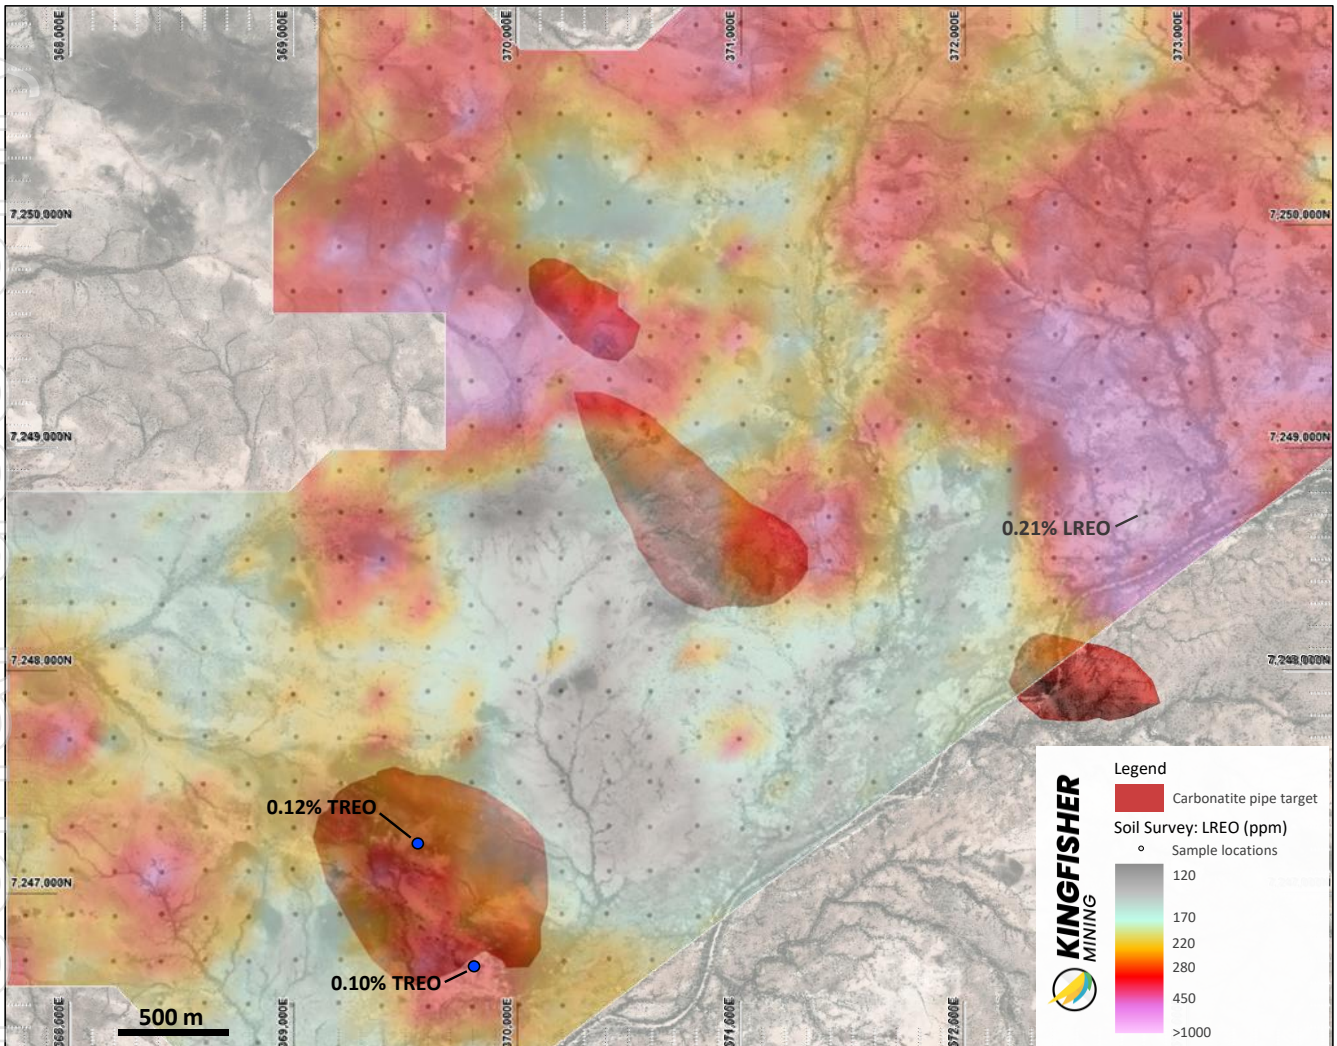 368,000E
369,000E
370,000E
371,000E
372,000E
373,000E
7,250,000N
7,250,000N
7,249,000N
7,249,000N
0.21% LREO
7,248,000N
7,248,000N
0.12% TREO
7,247,000N
0.10% TREO
500 m
368,000E
369,000E
370,000E
371,000E
372,000E
KINGFISHER
MINING
Legend
Carbonatite pipe target
Soil Survey: LREO (ppm)
Sample locations
120
170
220
280
450
>1000